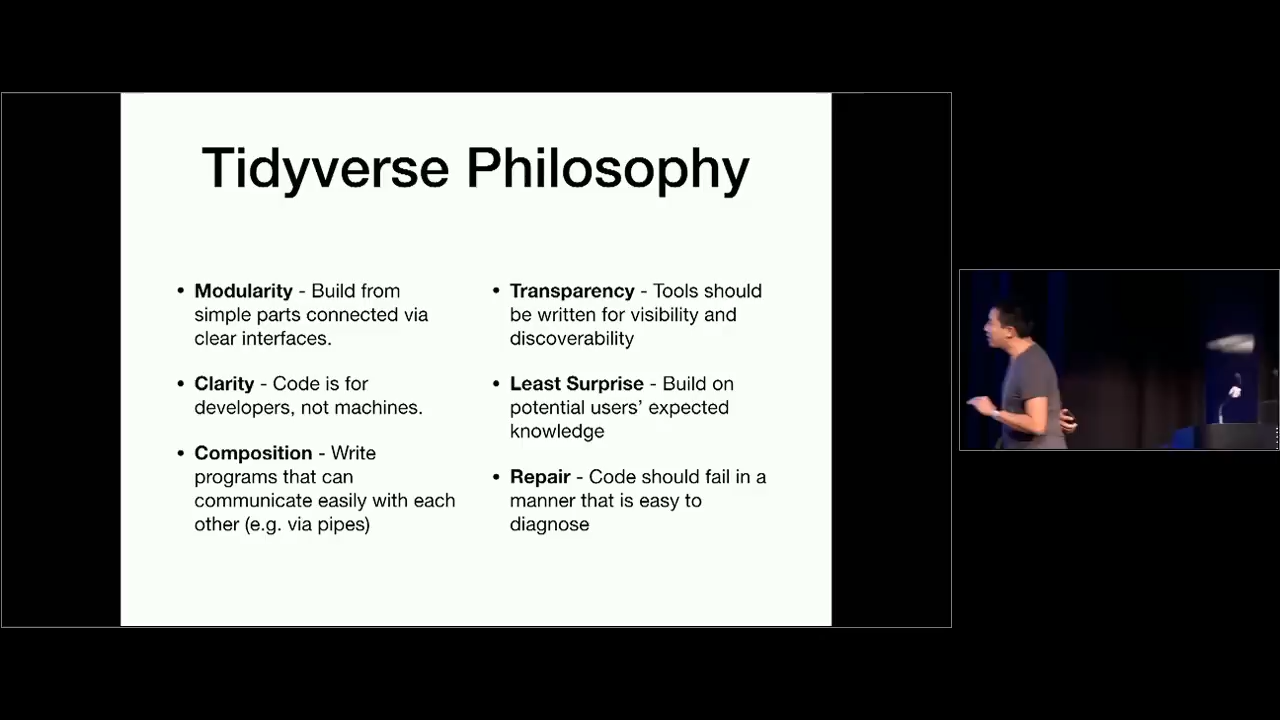 Tidyverse Philosophy
• Modularity - Build from
simple parts connected via
clear interfaces.
• Clarity - Code is for
developers, not machines.
• Composition - Write
programs that can
communicate easily with each
other (e.g. via pipes)
• Transparency - Tools should
be written for visibility and
discoverability
• Least Surprise - Build on
potential users’ expected
knowledge
• Repair - Code should fail in a
manner that is easy to
diagnose